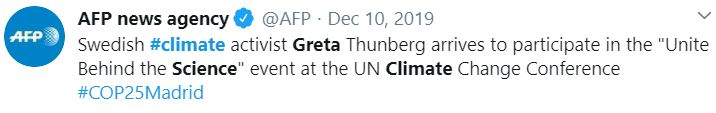 AFP
AFP news agency @AFP · Dec 10, 2019
Swedish #climate activist Greta Thunberg arrives to participate in the "Unite
Behind the Science" event at the UN Climate Change Conference
#COP25Madrid